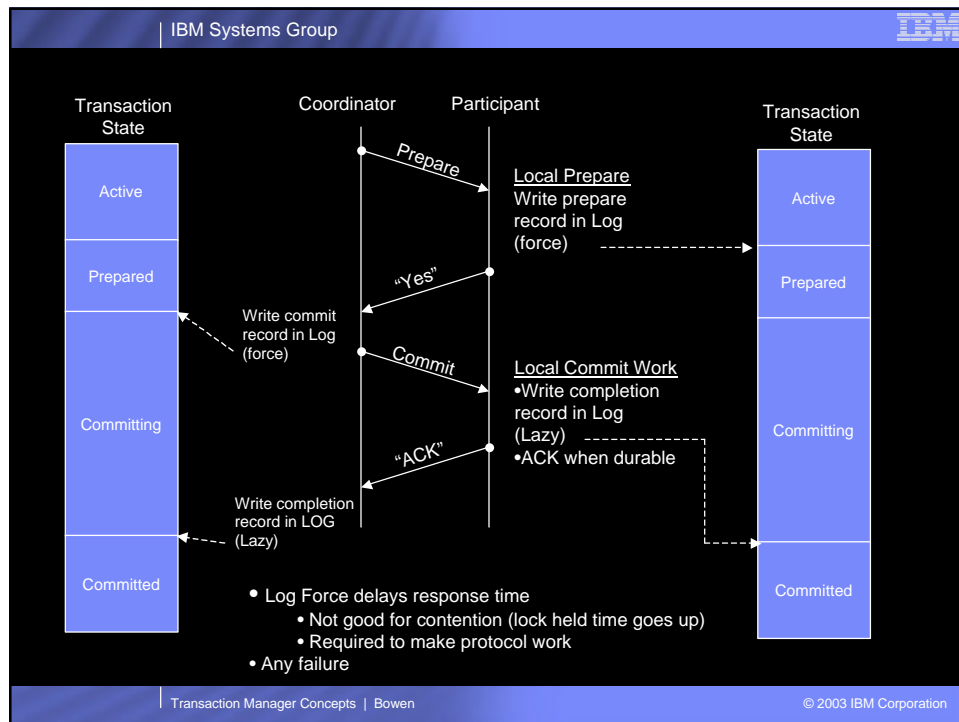 IBM Systems Group
IBM
Transaction
State
Active
Prepared
Committing
Committed
Coordinator
Participant
Prepare
Local Prepare
Write prepare
record in Log
(force)
"Yes"
Write commit
record in Log
(force)
Commit
Local Commit Work
•Write completion
record in Log
(Lazy)
•ACK when durable
"ACK"
Write completion
record in LOG
(Lazy)
Transaction
State
Active
Prepared
Committing
Committed
• Log Force delays response time
• Not good for contention (lock held time goes up)
• Required to make protocol work
• Any failure
Transaction Manager Concepts | Bowen
© 2003 IBM Corporation